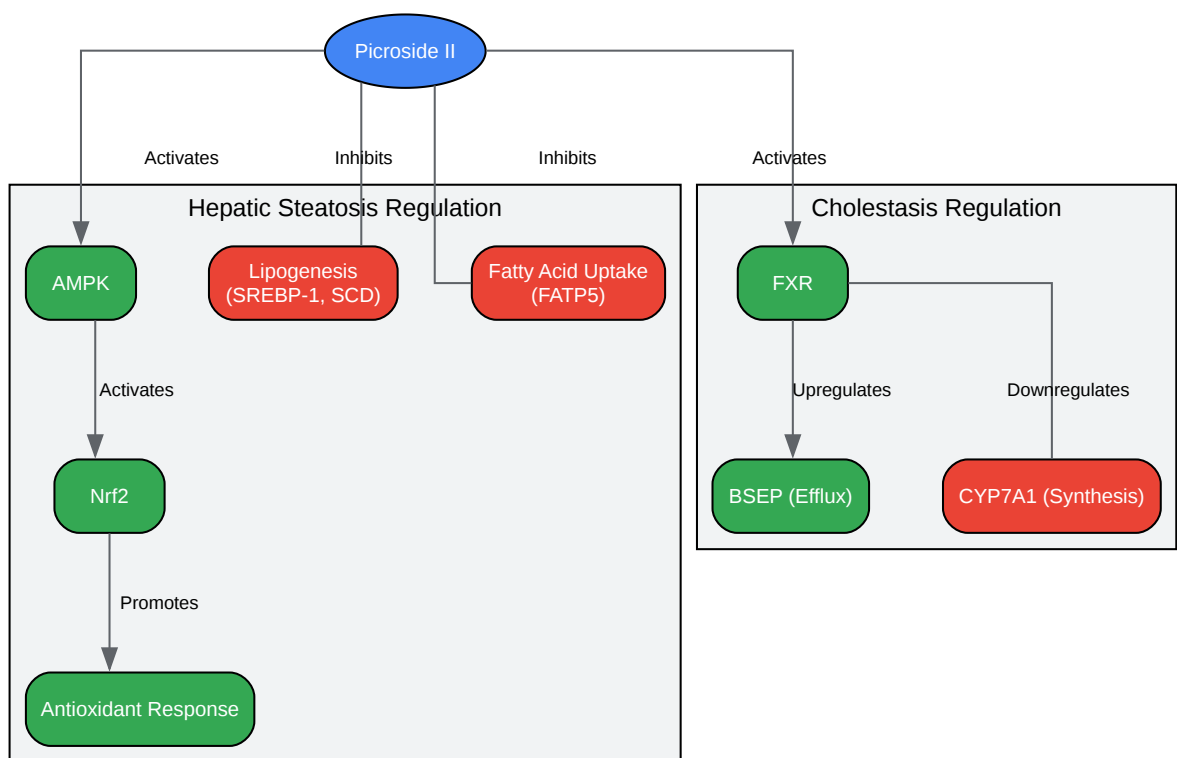 Picroside II
Activates
Inhibits
Inhibits
Activates
Hepatic Steatosis Regulation
Cholestasis Regulation
AMPK
Lipogenesis
(SREBP-1, SCD)
Fatty Acid Uptake
(FATP5)
FXR
Activates
Upregulates
Downregulates
Nrf2
BSEP (Efflux)
CYP7A1 (Synthesis)
Promotes
Antioxidant Response